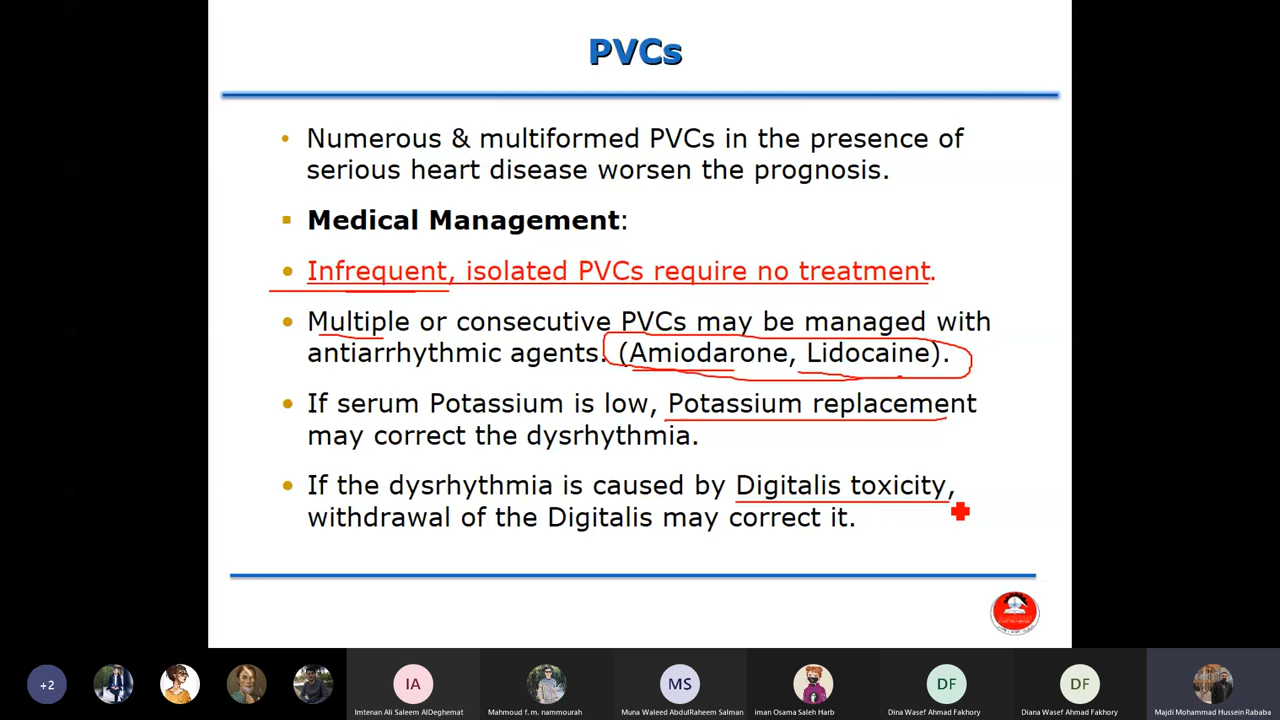 PVCs
• Numerous & multiformed PVCs in the presence of
serious heart disease worsen the prognosis.
▪ Medical Management:
• Infrequent, isolated PVCs require no treatment.
• Multiple or consecutive PVCs may be managed with
antiarrhythmic agents. (Amiodarone, Lidocaine).
• If serum Potassium is low, Potassium replacement
may correct the dysrhythmia.
• If the dysrhythmia is caused by Digitalis toxicity,
withdrawal of the Digitalis may correct it.
+2
IA
MS
DF
DF
Imtenan Ali Saleem AlDeghemat
Mahmoud f. m. nammourah
Muna Waleed AbdulRaheem Salman
iman Osama Saleh Harb
Dina Wasef Ahmad Fakhory
Diana Wasef Ahmad Fakhory
Majdi Mohammad Hussein Rababa